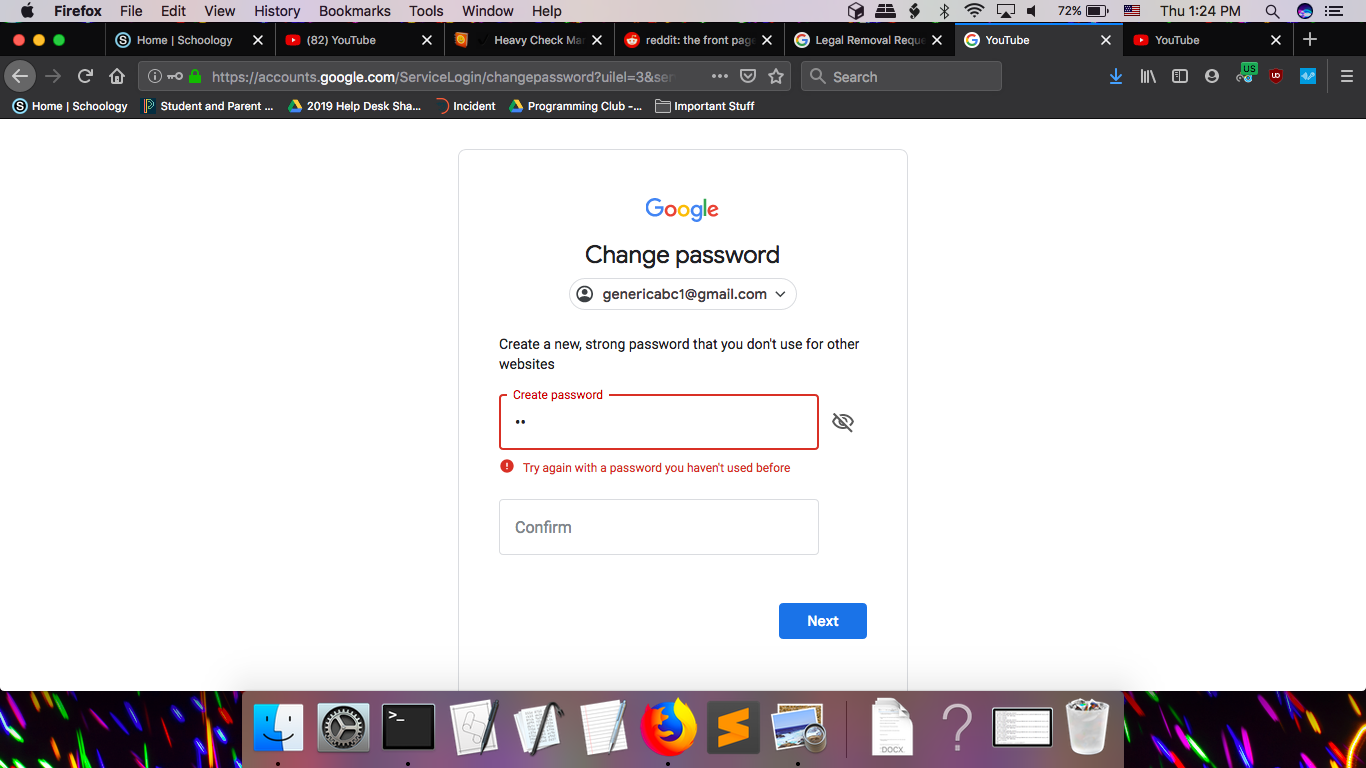 Firefox File Edit View History Bookmarks Tools Window Help 72% Thu 1:24 PM
Home | Schoology (82) YouTube Heavy Check Ma reddit: the front page Legal Removal Reque YouTube YouTube
https://accounts.google.com/ServiceLogin/changepassword?uilel=3&ser Search US
Home | Schoology Student and Parent ... 2019 Help Desk Sha... Incident Programming Club -... Important Stuff
Google
Change password
genericabc1@gmail.com
Create a new, strong password that you don't use for other
websites
Create password
••
Try again with a password you haven't used before
Confirm
Next
>_
DOCX